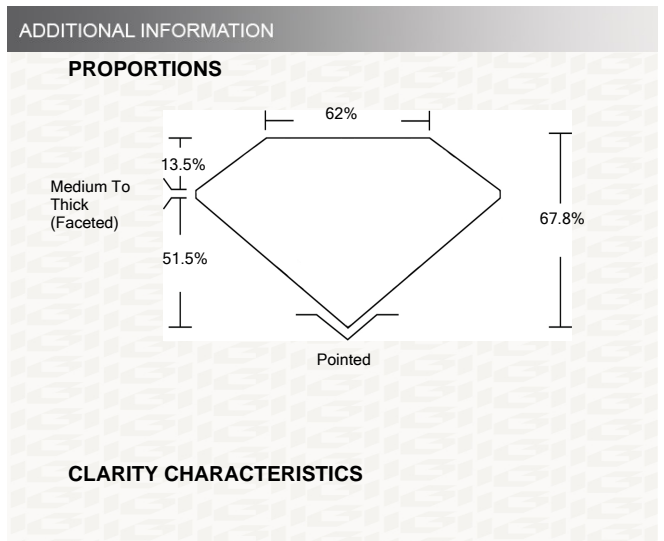 ADDITIONAL INFORMATION
PROPORTIONS
62%
13.5%
Medium To
Thick
(Faceted)
67.8%
51.5%
Pointed
CLARITY CHARACTERISTICS